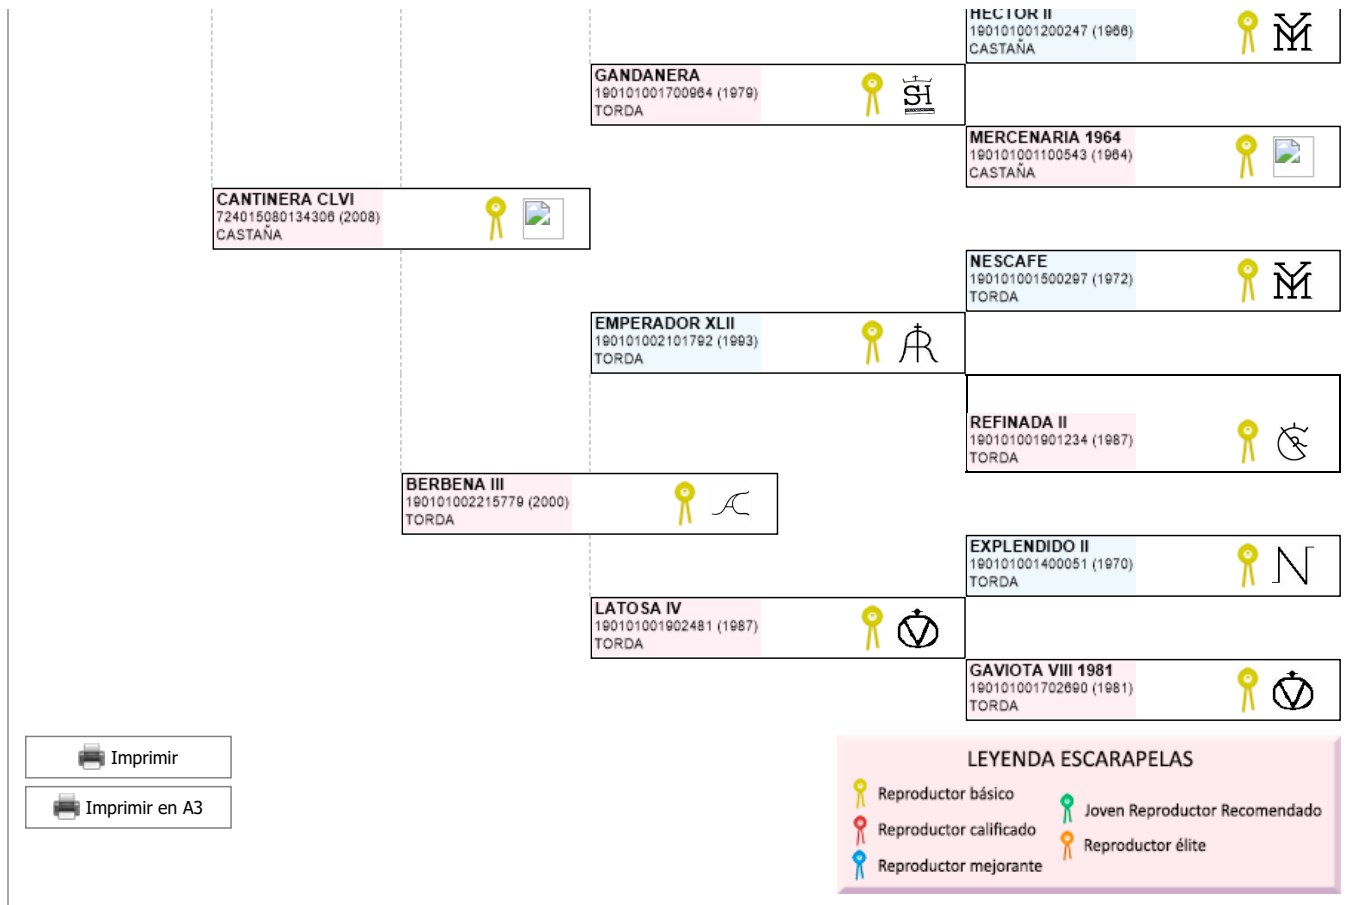 HECTOR II
190101001200247 (1966)
CASTAÑA
GANDANERA
190101001700964 (1979)
TORDA
MERCENARIA 1964
190101001100543 (1964)
CASTAÑA
CANTINERA CLVI
724015080134306 (2008)
CASTAÑA
NESCAFE
190101001500297 (1972)
TORDA
EMPERADOR XLII
190101002101792 (1993)
TORDA
REFINADA II
190101001901234 (1987)
TORDA
BERBENA III
190101002215779 (2000)
TORDA
EXPLENDIDO II
190101001400051 (1970)
TORDA
LATOSA IV
190101001902481 (1987)
TORDA
GAVIOTA VIII 1981
190101001702690 (1981)
TORDA
Imprimir
Imprimir en A3
LEYENDA ESCARAPELAS
Reproductor básico
Reproductor calificado
Reproductor mejorante
Joven Reproductor Recomendado
Reproductor élite